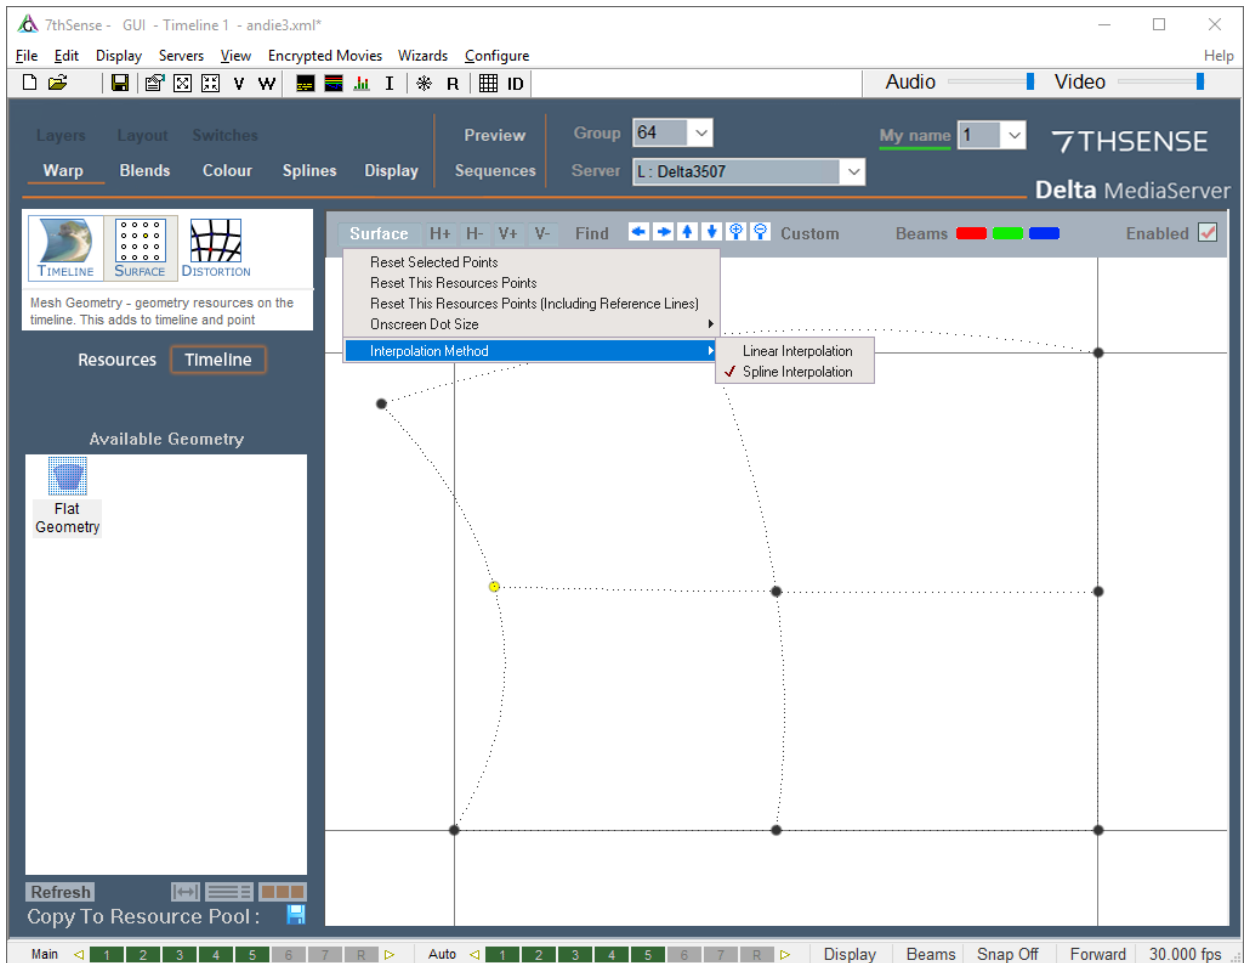 7thSense - GUI - Timeline 1 - andie3.xml*
File Edit Display Servers View Encrypted Movies Wizards Configure Help
V W I R ID Audio Video
Layers Layout Switches Preview Group 64 My name 1 7THSENSE
Warp Blends Colour Splines Display Sequences Server L : Delta3507
Delta MediaServer
Surface H+ H- V+ V- Find Custom Beams Enabled
TIMELINE SURFACE DISTORTION
Reset Selected Points
Reset This Resources Points
Reset This Resources Points (Including Reference Lines)
Onscreen Dot Size
Interpolation Method
Linear Interpolation
Spline Interpolation
Mesh Geometry - geometry resources on the
timeline. This adds to timeline and point
Resources Timeline
Available Geometry
Flat
Geometry
Refresh
Copy To Resource Pool :
Main 1 2 3 4 5 6 7 R Auto 1 2 3 4 5 6 7 R Display Beams Snap Off Forward 30.000 fps